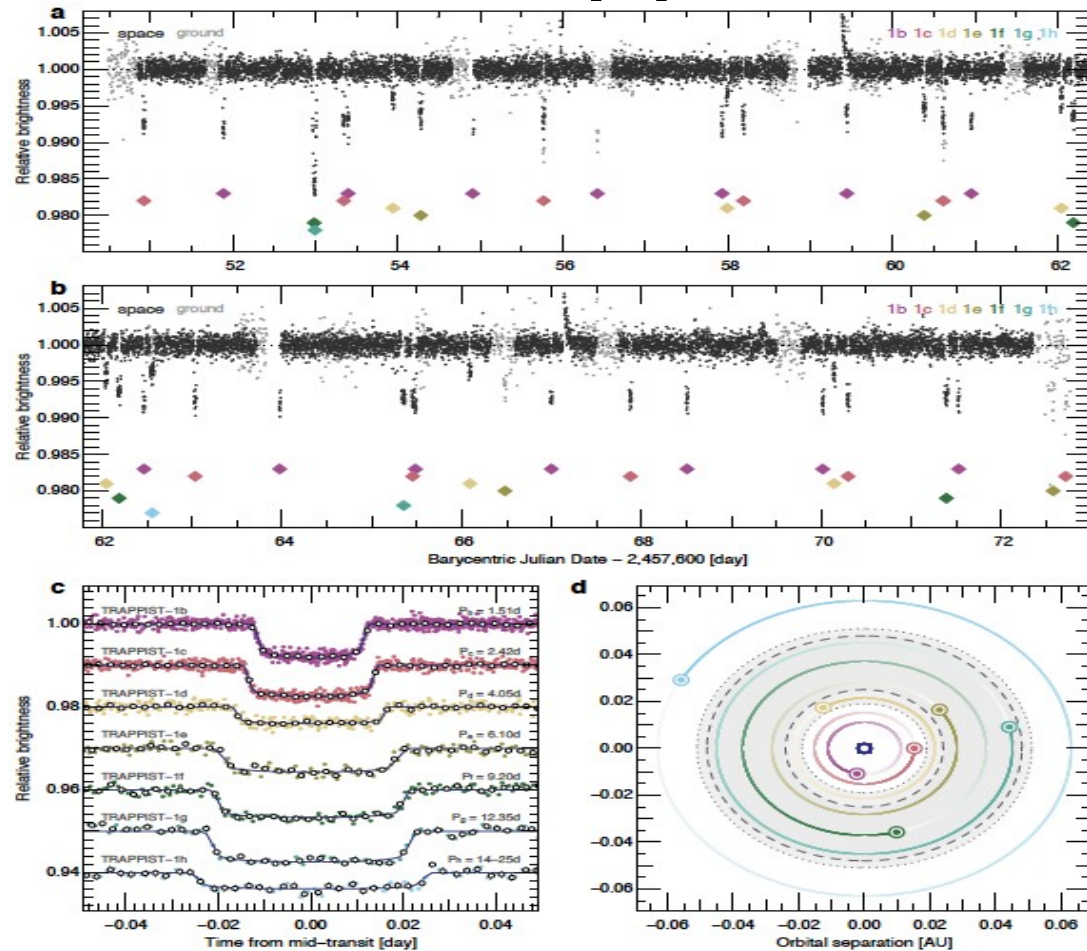 a
space ground 1b 1c 1d 1e 1f 1g 1h
1.005
1.000
0.995
0.990
0.985
0.980
Relative brightness
52 54 56 58 60 62
b
space ground 1b 1c 1d 1e 1f 1g 1h
1.005
1.000
0.995
0.990
0.985
0.980
Relative brightness
62 64 66 68 70 72
Barycentric Julian Date − 2,457,600 [day]
c
TRAPPIST−1b Pb = 1.51d
TRAPPIST−1c Pc = 2.42d
TRAPPIST−1d Pd = 4.05d
TRAPPIST−1e Pe = 6.10d
TRAPPIST−1f Pf = 9.20d
TRAPPIST−1g Pg = 12.35d
TRAPPIST−1h Ph = 14−25d
1.00
0.98
0.96
0.94
Relative brightness
−0.04 −0.02 0.00 0.02 0.04
Time from mid−transit [day]
d
0.06
0.04
0.02
0.00
−0.02
−0.04
−0.06
−0.06 −0.04 −0.02 0.00 0.02 0.04 0.06
Orbital separation [AU]